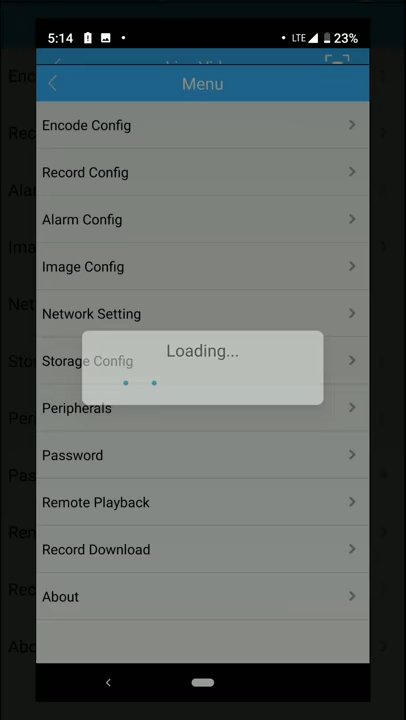 5:14
LTE 23%
Menu
Encode Config
Record Config
Alarm Config
Image Config
Network Setting
Loading...
Storage Config
Peripherals
Password
Remote Playback
Record Download
About